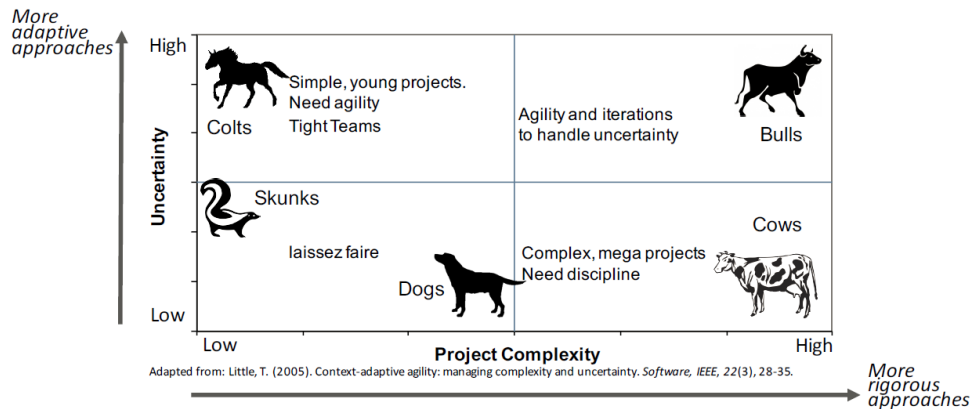 More
adaptive
approaches
High
Simple, young projects.
Need agility
Tight Teams
Colts
Agility and iterations
to handle uncertainty
Bulls
Uncertainty
Skunks
laissez faire
Dogs
Cows
Complex, mega projects
Need discipline
Low
Low
Project Complexity
High
Adapted from: Little, T. (2005). Context-adaptive agility: managing complexity and uncertainty. Software, IEEE, 22(3), 28-35.
More
rigorous
approaches